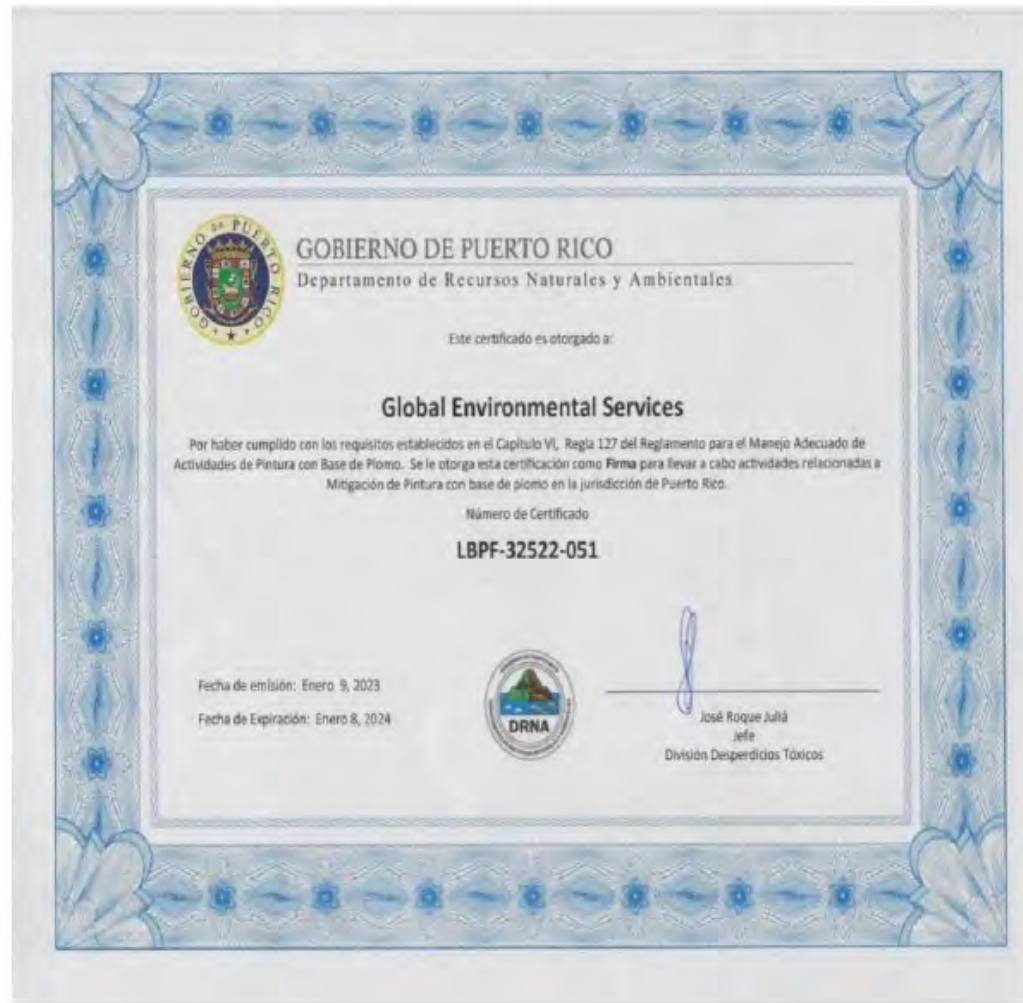 GOBIERNO DE PUERTO RICO
GOBIERNO DE PUERTO RICO
Departamento de Recursos Naturales y Ambientales
Este certificado es otorgado a:
Global Environmental Services
Por haber cumplido con los requisitos establecidos en el Capítulo VI, Regla 127 del Reglamento para el Manejo Adecuado de
Actividades de Pintura con Base de Plomo. Se le otorga esta certificación como Firma para llevar a cabo actividades relacionadas a
Mitigación de Pintura con base de plomo en la jurisdicción de Puerto Rico.
Número de Certificado
LBPF-32522-051
Fecha de emisión: Enero 9, 2023
Fecha de Expiración: Enero 8, 2024
DRNA
José Roque Juliá
Jefe
División Desperdicios Tóxicos